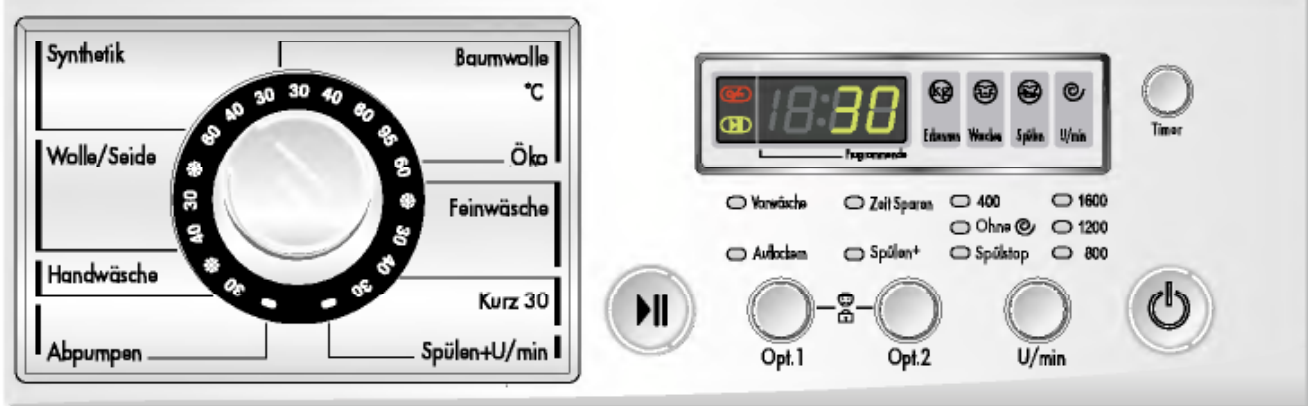 Synthetik
Baumwolle
°C
Wolle/Seide
Öko
Feinwäsche
Handwäsche
Kurz 30
Abpumpen
Spülen+U/min
30 40 60 95 60 30 40 30
30 40 30 40 60 30
18:30
kg
Erkennen Waschen Spülen U/min
Programmende
Timer
Vorwäsche Zeit Sparen 400 1600
Ohne 1200
Auflockern Spülen+ Spülstop 800
Opt.1 Opt.2 U/min